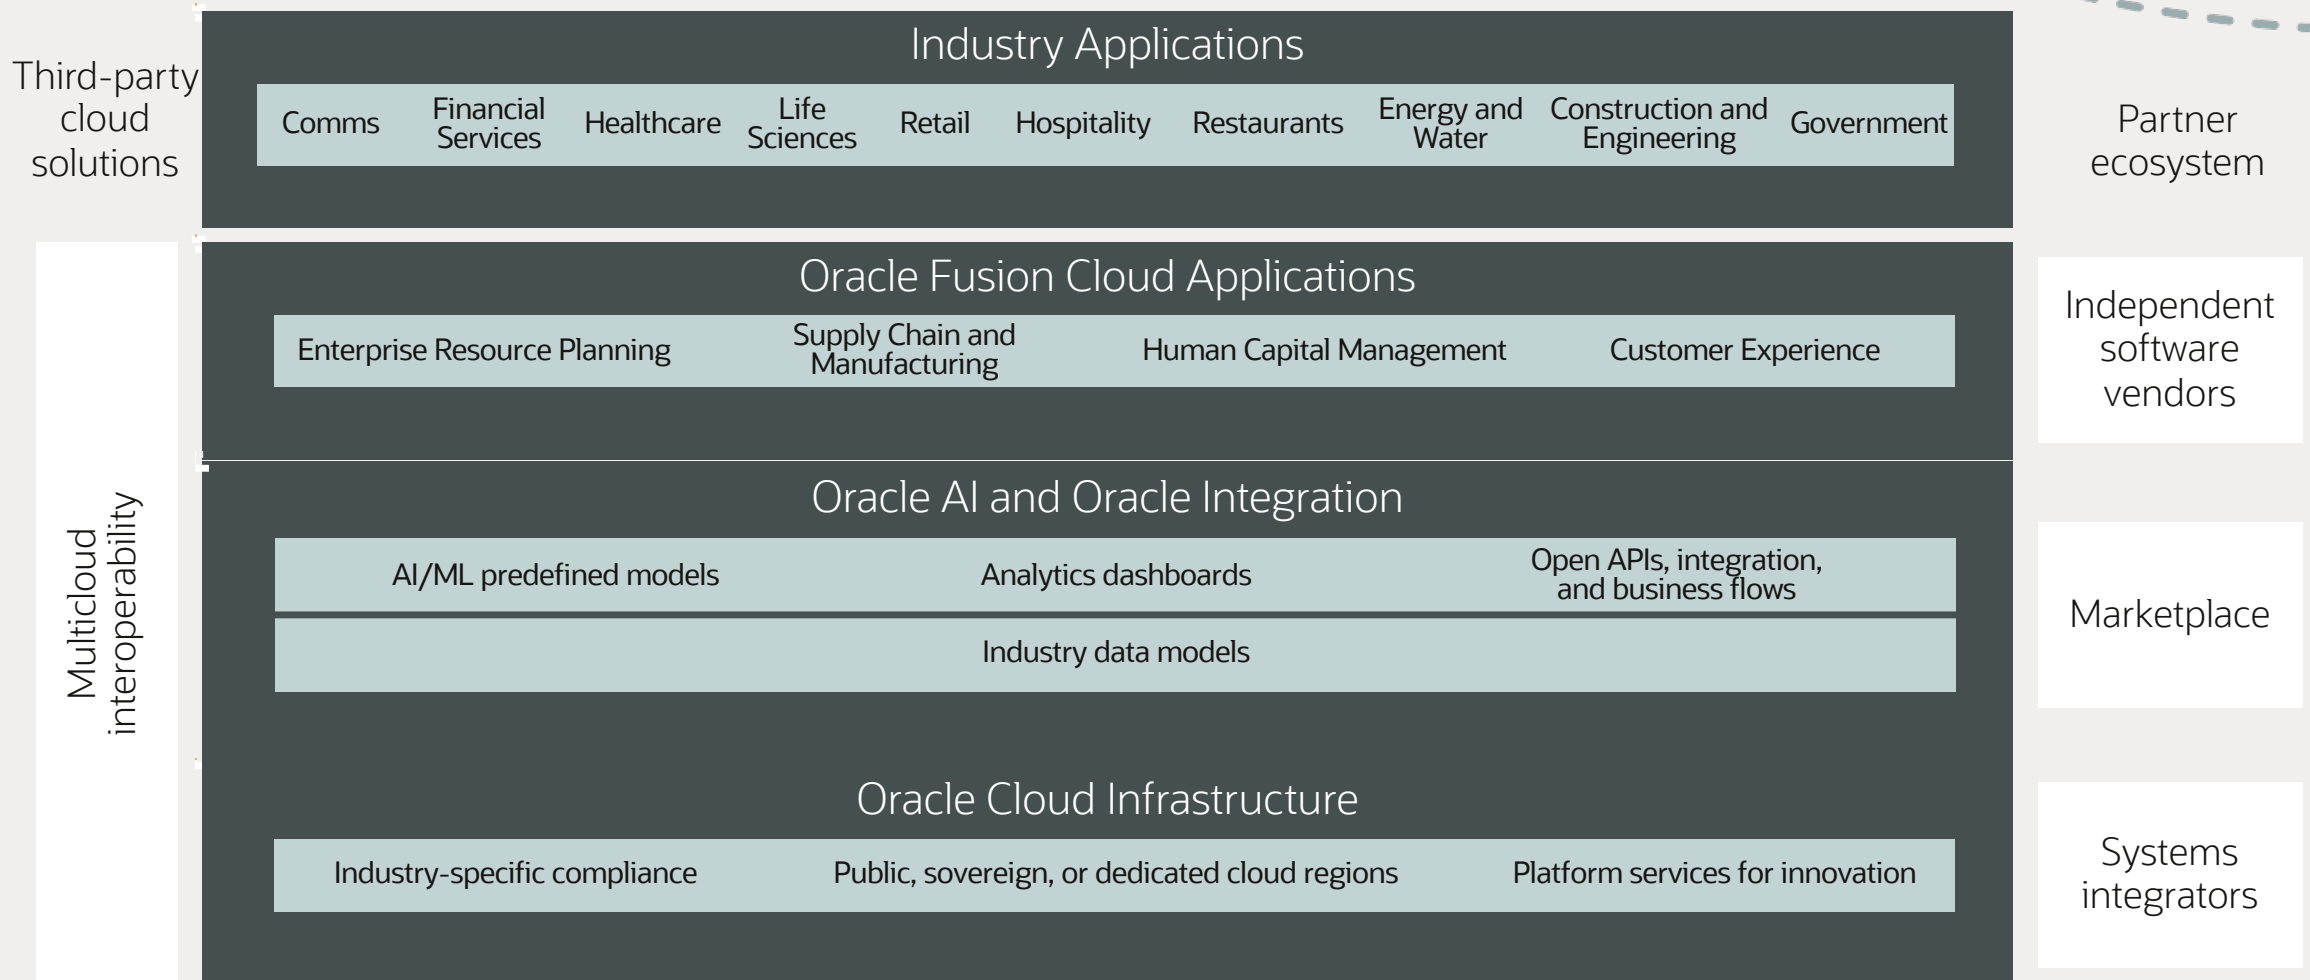 Third-party
cloud
solutions
Multicloud
interoperability
Industry Applications
Comms
Financial
Services
Healthcare
Life
Sciences
Retail
Hospitality
Restaurants
Energy and
Water
Construction and
Engineering
Government
Oracle Fusion Cloud Applications
Enterprise Resource Planning
Supply Chain and
Manufacturing
Human Capital Management
Customer Experience
Oracle AI and Oracle Integration
AI/ML predefined models
Analytics dashboards
Open APIs, integration,
and business flows
Industry data models
Oracle Cloud Infrastructure
Industry-specific compliance
Public, sovereign, or dedicated cloud regions
Platform services for innovation
Partner
ecosystem
Independent
software
vendors
Marketplace
Systems
integrators